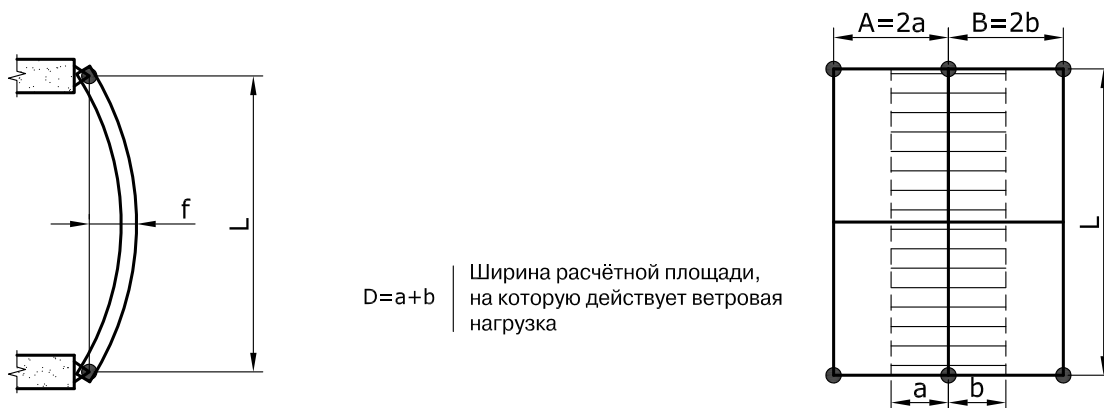 A=2a
B=2b
f
L
D=a+b
Ширина расчётной площади,
на которую действует ветровая
нагрузка
L
a
b